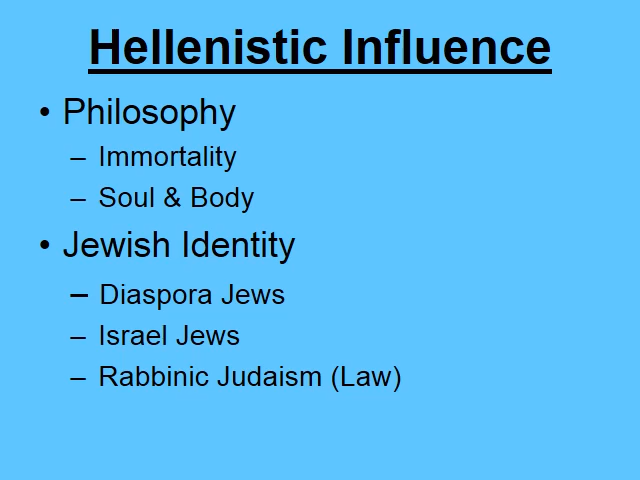 Hellenistic Influence
• Philosophy
– Immortality
– Soul & Body
• Jewish Identity
– Diaspora Jews
– Israel Jews
– Rabbinic Judaism (Law)